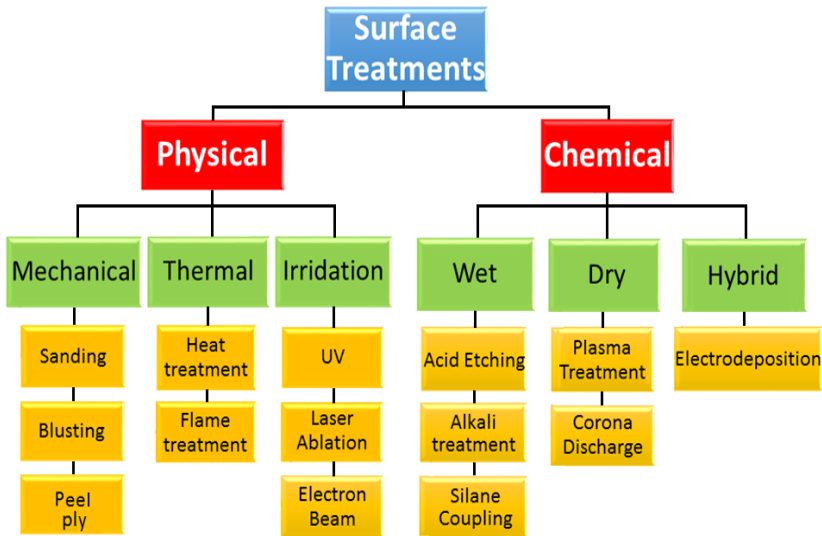 Surface
Treatments
Physical
Chemical
Mechanical
Thermal
Irridation
Wet
Dry
Hybrid
Sanding
Blusting
Peel
ply
Heat
treatment
Flame
treatment
UV
Laser
Ablation
Electron
Beam
Acid Etching
Alkali
treatment
Silane
Coupling
Plasma
Treatment
Corona
Discharge
Electrodeposition